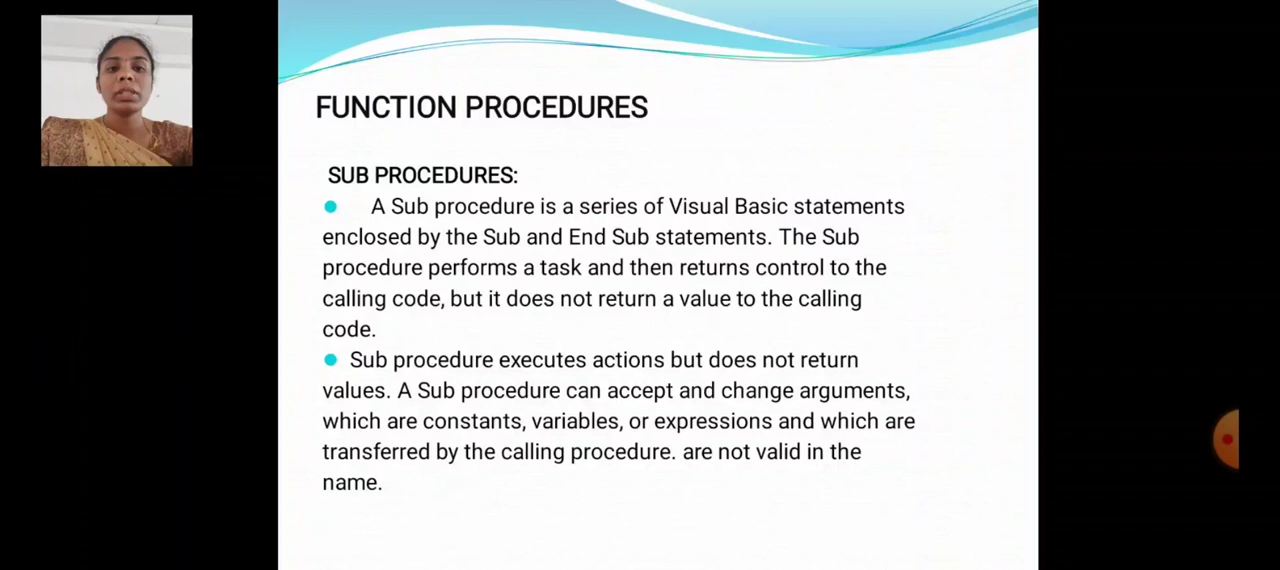 FUNCTION PROCEDURES
SUB PROCEDURES:
A Sub procedure is a series of Visual Basic statements
enclosed by the Sub and End Sub statements. The Sub
procedure performs a task and then returns control to the
calling code, but it does not return a value to the calling
code.
Sub procedure executes actions but does not return
values. A Sub procedure can accept and change arguments,
which are constants, variables, or expressions and which are
transferred by the calling procedure. are not valid in the
name.